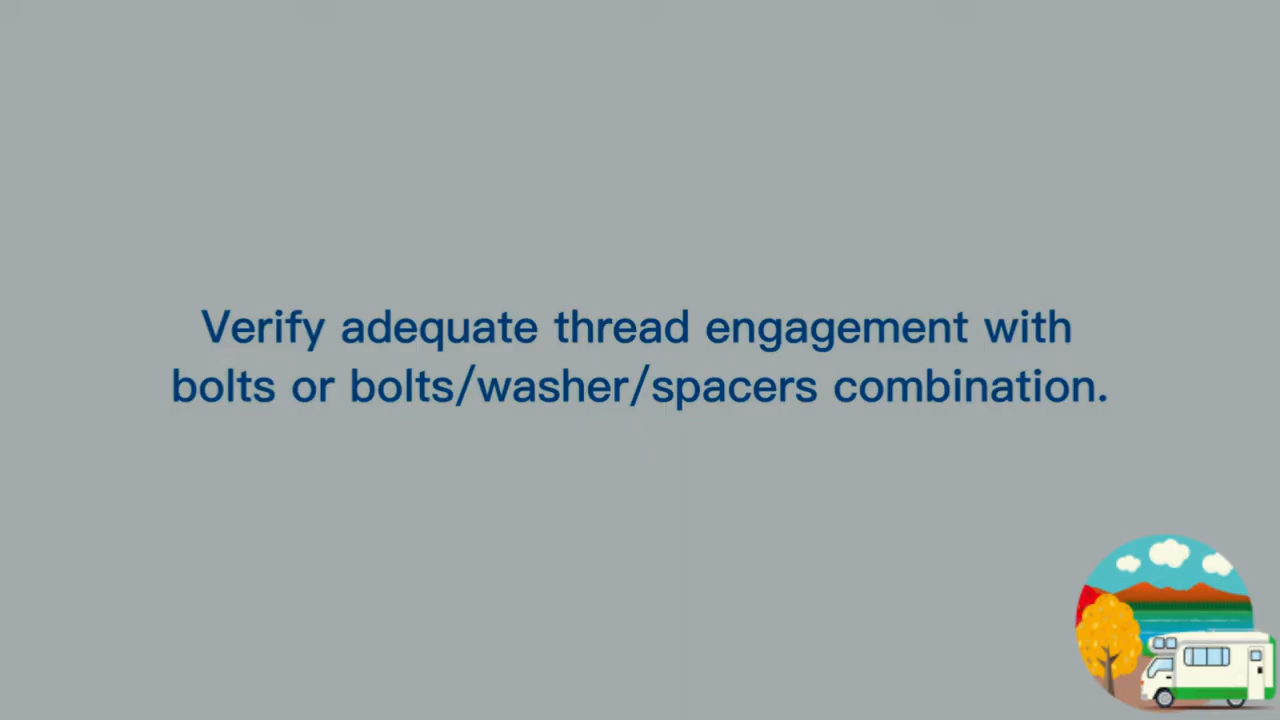 Verify adequate thread engagement with
bolts or bolts/washer/spacers combination.